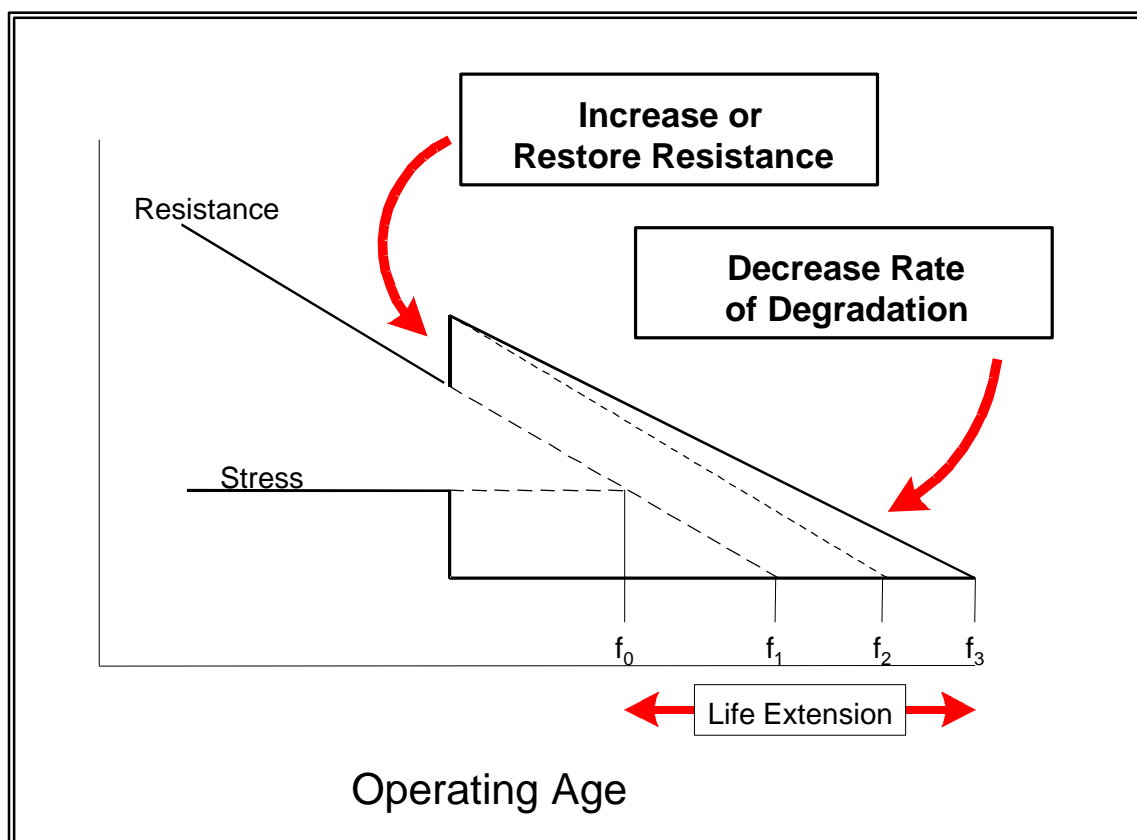 Increase or
Restore Resistance
Resistance
Decrease Rate
of Degradation
Stress
f₀ f₁ f₂ f₃
Life Extension
Operating Age